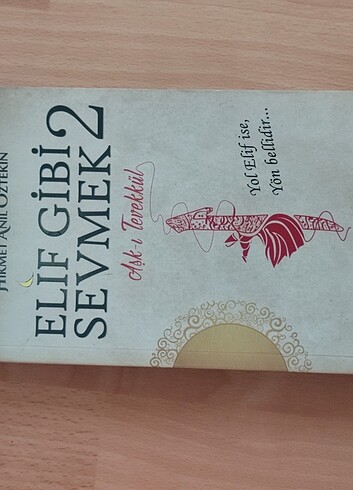 HİKMET ANIL ÖZTEKİN
ELİF GİBİ
SEVMEK 2
Aşk-ı Tevekkül
Yol Elif ise,
Yön bellidir...